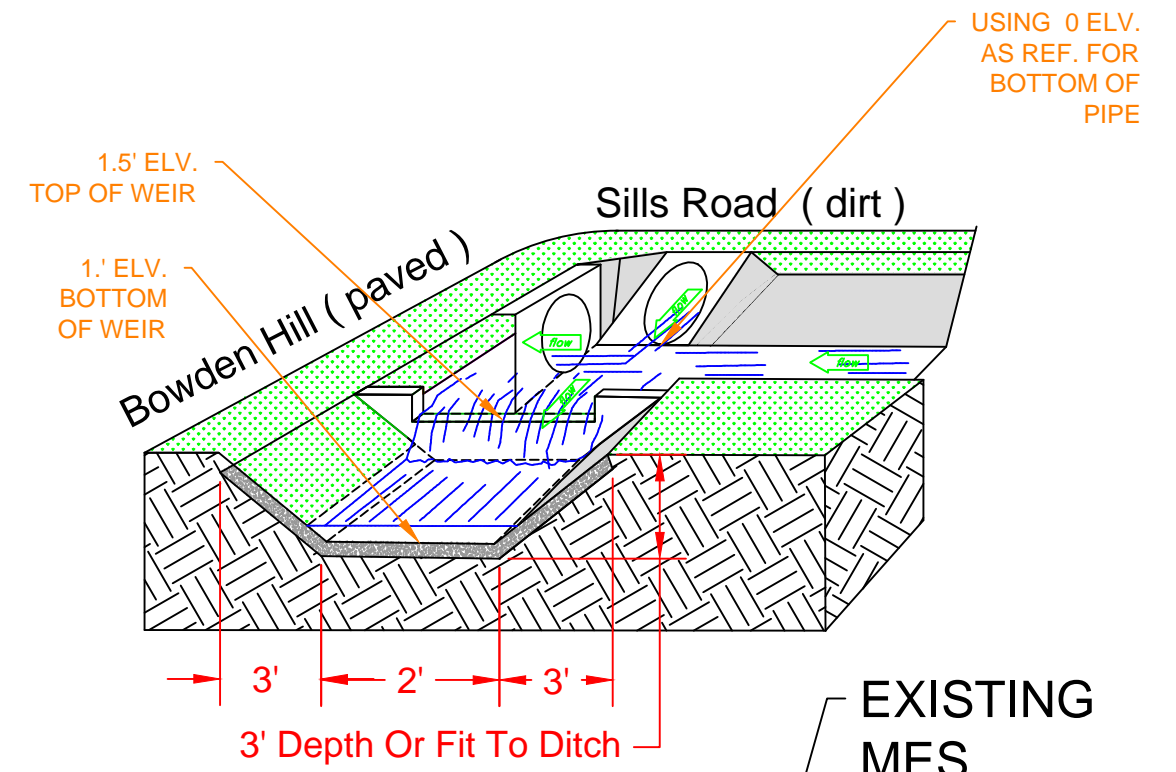 USING 0 ELV.
AS REF. FOR
BOTTOM OF
PIPE
1.5' ELV.
TOP OF WEIR
Sills Road ( dirt )
Bowden Hill ( paved )
1.' ELV.
BOTTOM
OF WEIR
flow
flow
flow
flow
3'
2'
3'
3' Depth Or Fit To Ditch
EXISTING
MES